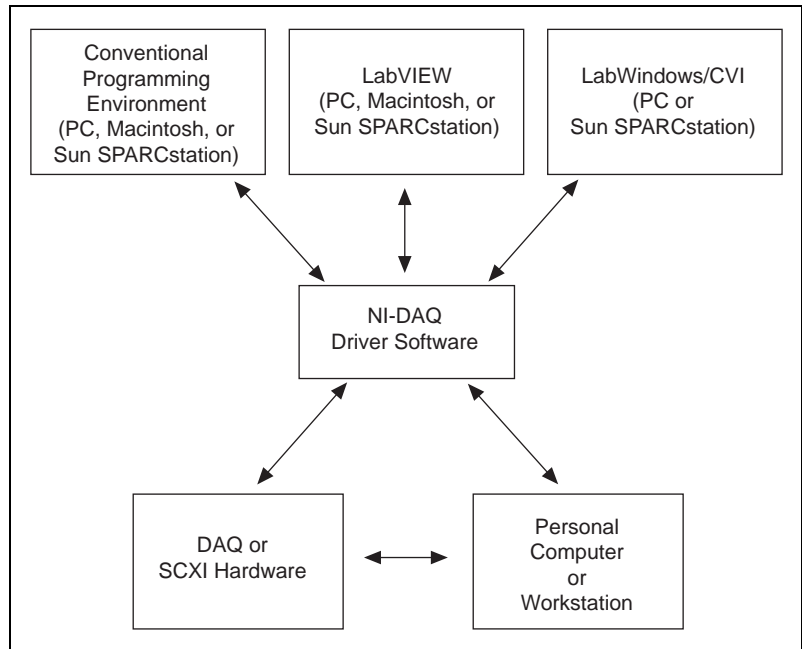 Conventional
Programming
Environment
(PC, Macintosh, or
Sun SPARCstation)
LabVIEW
(PC, Macintosh, or
Sun SPARCstation)
LabWindows/CVI
(PC or
Sun SPARCstation)
NI-DAQ
Driver Software
DAQ or
SCXI Hardware
Personal
Computer
or
Workstation